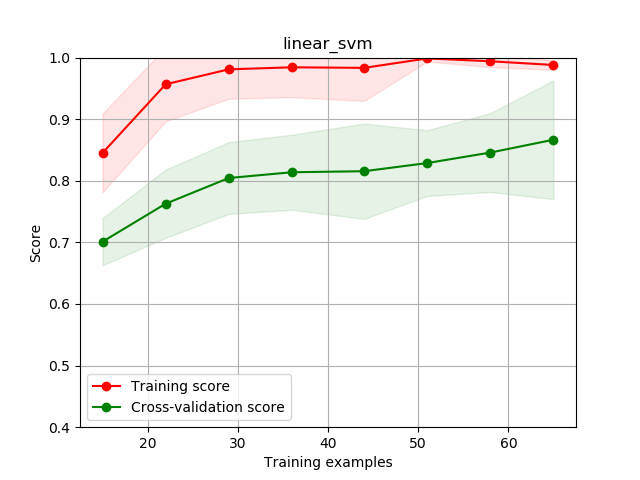 linear_svm
1.0
0.9
0.8
0.7
0.6
0.5
0.4
Score
Training score
Cross-validation score
20
30
40
50
60
Training examples